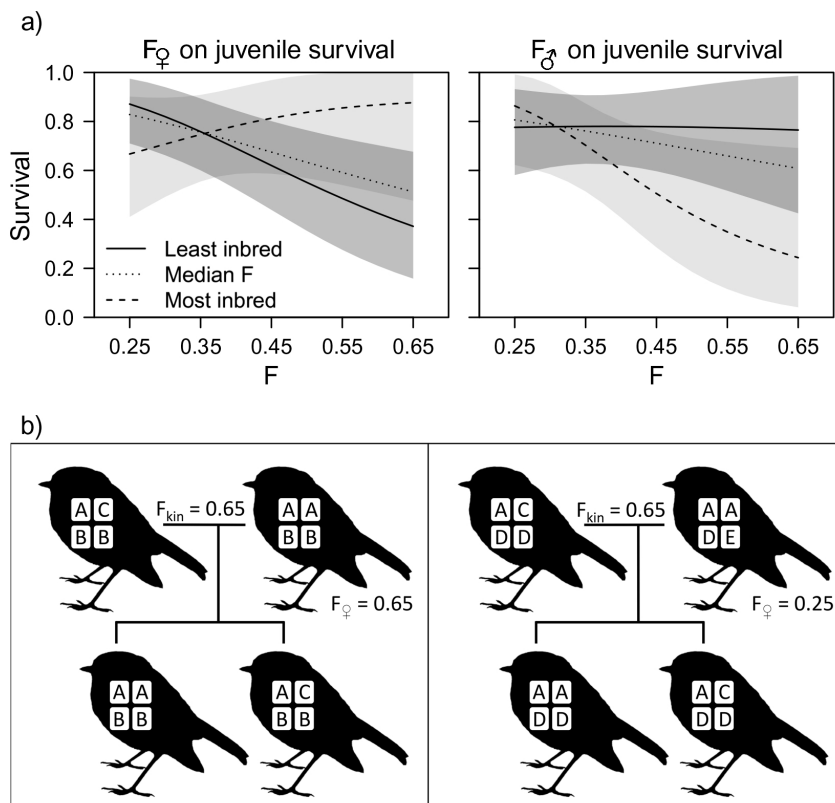 a)
F♀ on juvenile survival
F♂ on juvenile survival
Survival
1.0
0.8
0.6
0.4
0.2
0.0
Least inbred
Median F
Most inbred
0.25 0.35 0.45 0.55 0.65
0.25 0.35 0.45 0.55 0.65
F
F
b)
A C
B B
Fkin = 0.65
A A
B B
F♀ = 0.65
A A
B B
A C
B B
A C
D D
Fkin = 0.65
A A
D E
F♀ = 0.25
A A
D D
A C
D D